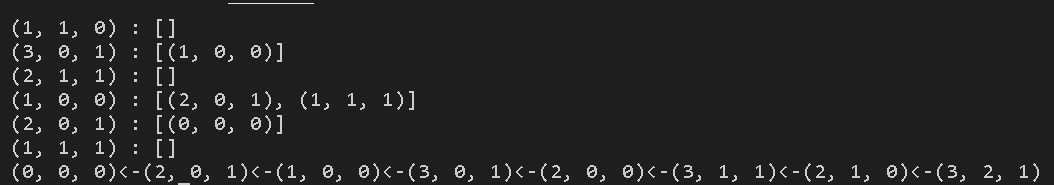 (1, 1, 0) : []
(3, 0, 1) : [(1, 0, 0)]
(2, 1, 1) : []
(1, 0, 0) : [(2, 0, 1), (1, 1, 1)]
(2, 0, 1) : [(0, 0, 0)]
(1, 1, 1) : []
(0, 0, 0)<-(2, 0, 1)<-(1, 0, 0)<-(3, 0, 1)<-(2, 0, 0)<-(3, 1, 1)<-(2, 1, 0)<-(3, 2, 1)